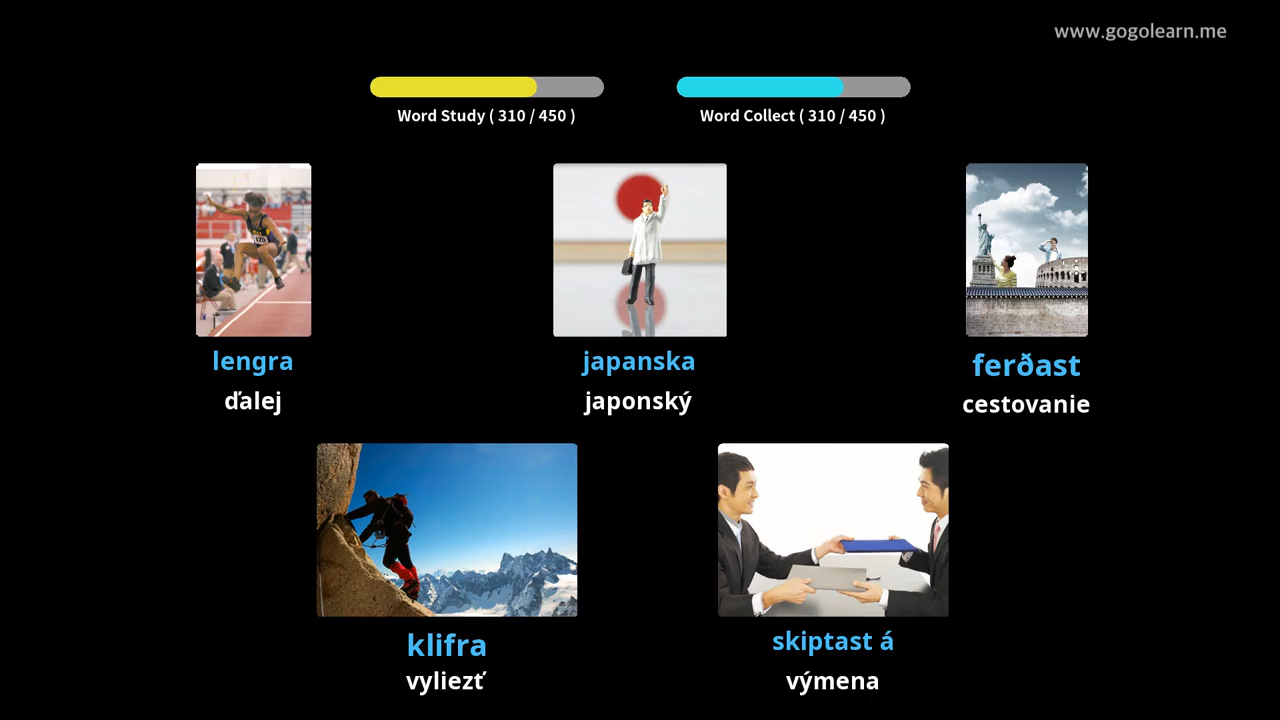 www.gogolearn.me
Word Study ( 310 / 450 )
Word Collect ( 310 / 450 )
lengra
ďalej
japanska
japonský
ferðast
cestovanie
klifra
vyliezť
skiptast á
výmena